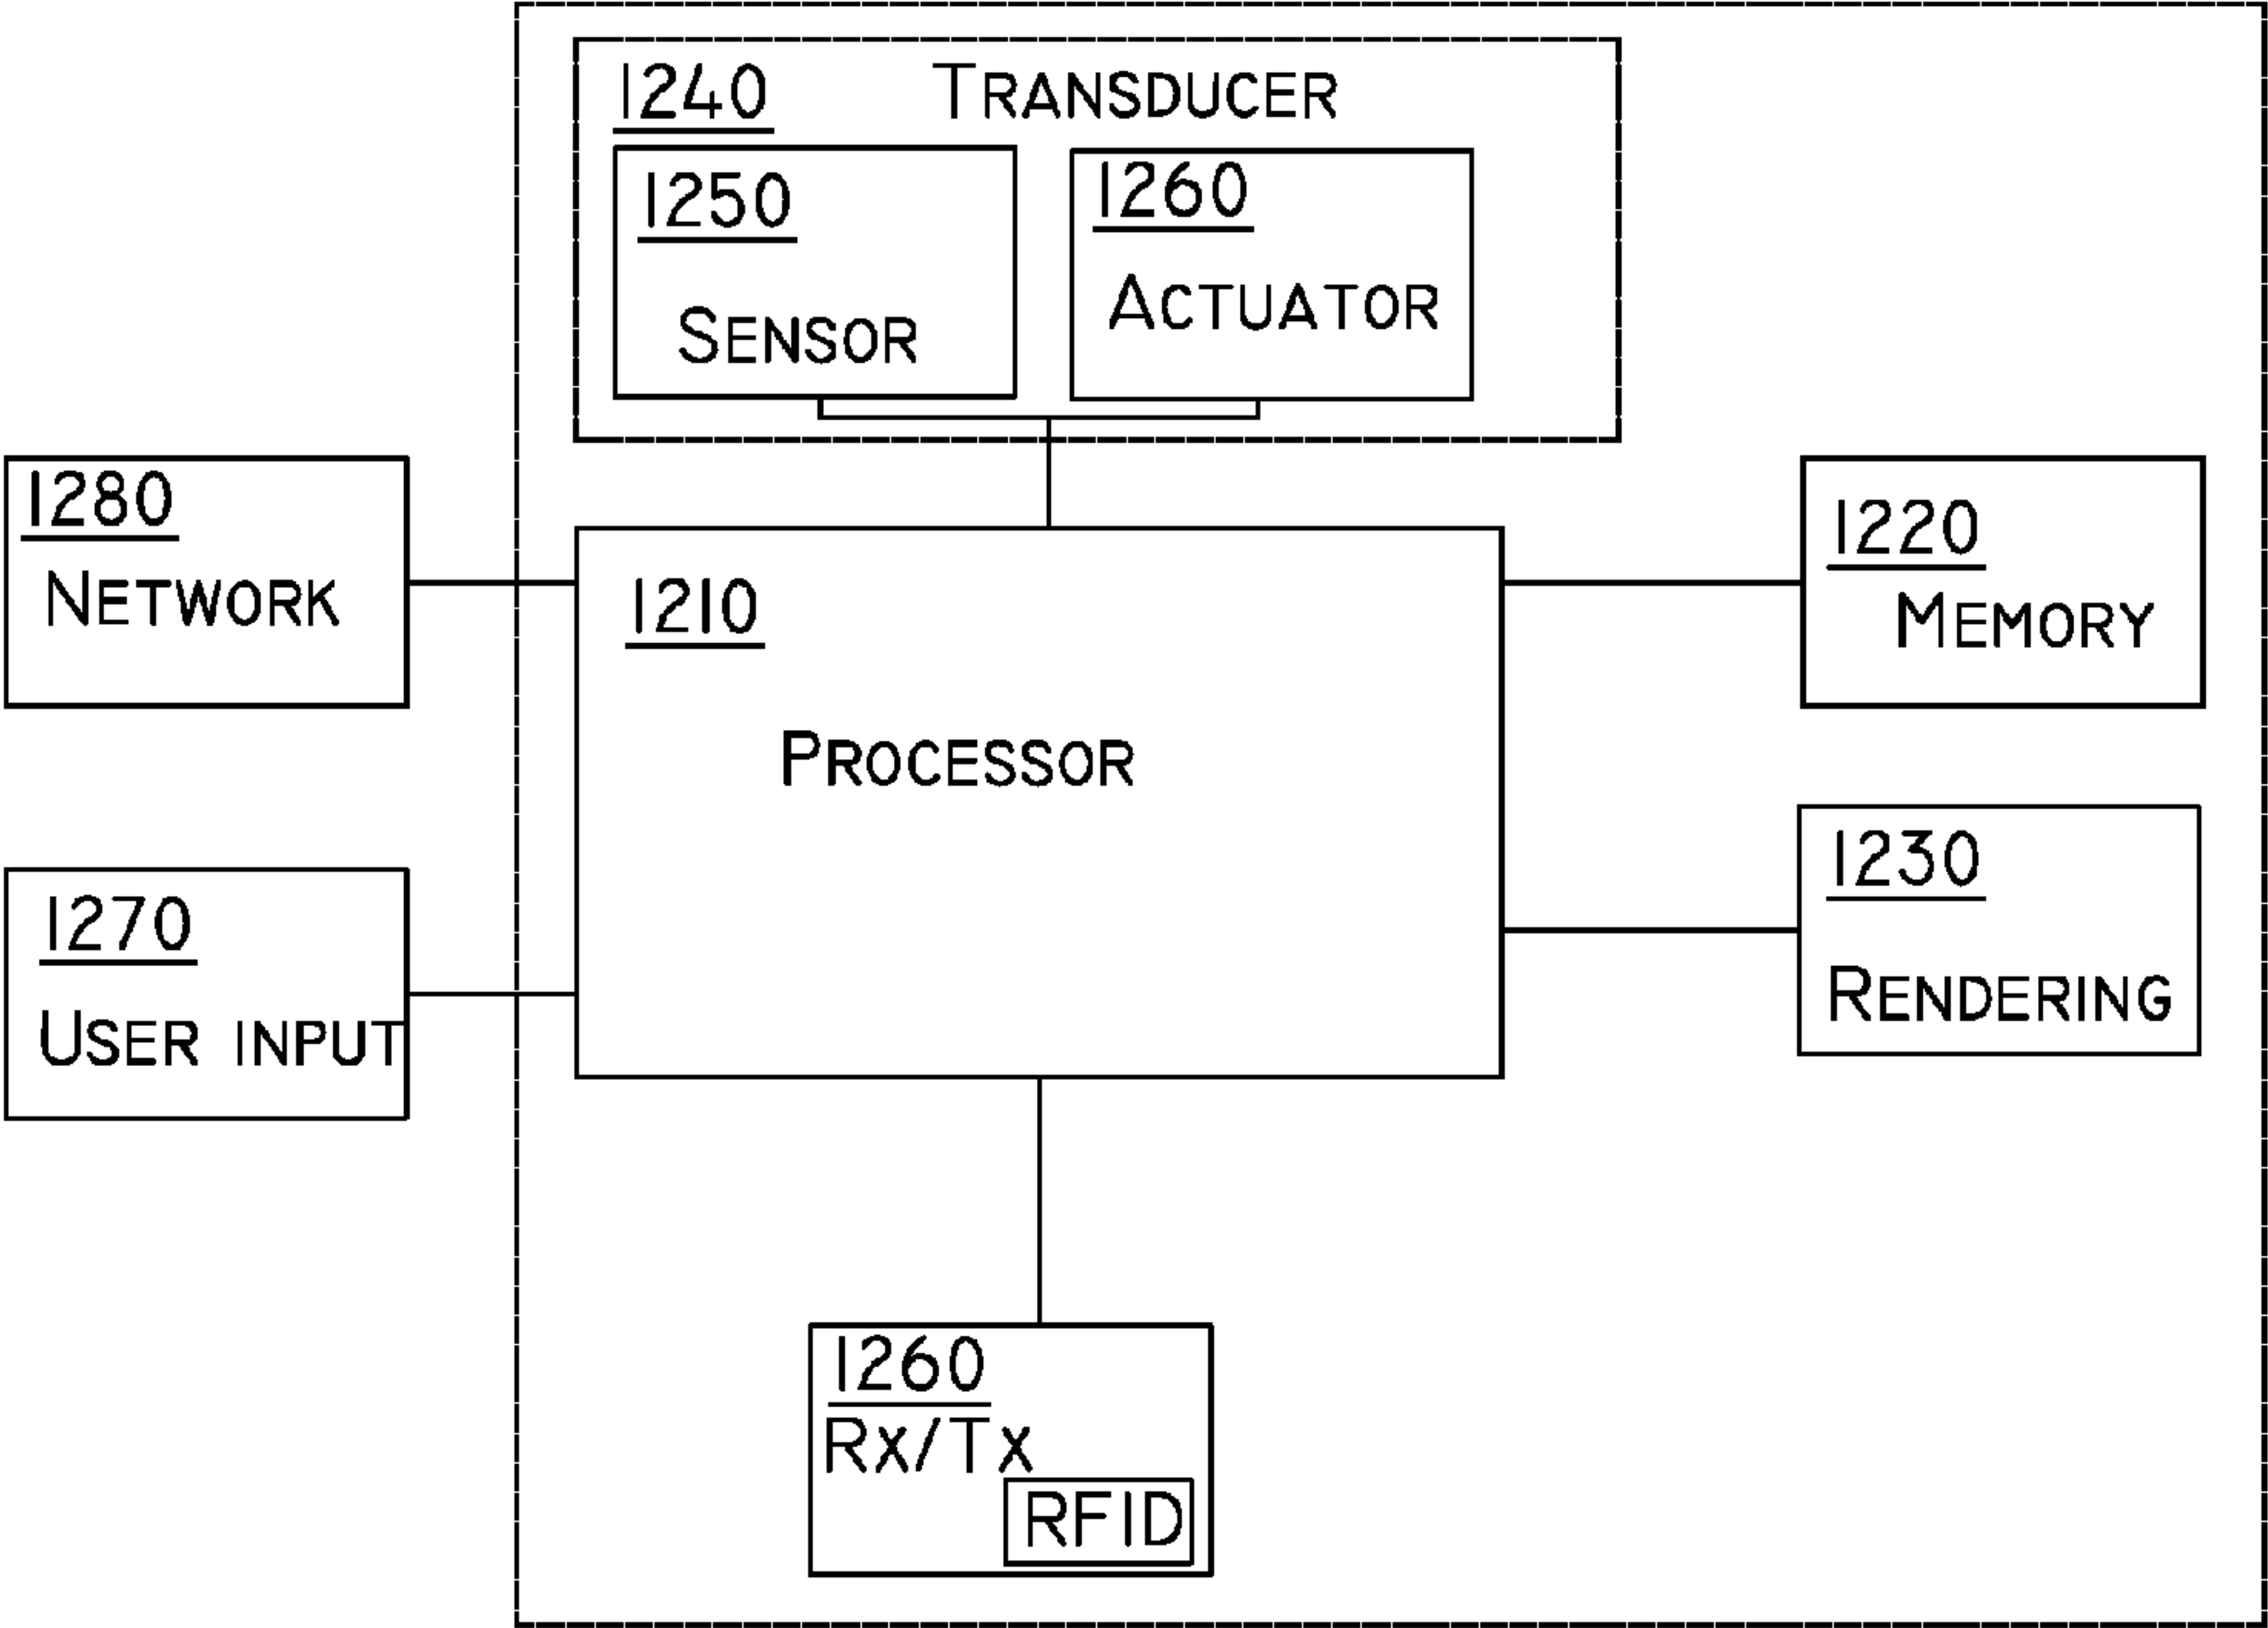 1240 TRANSDUCER
1250
SENSOR
1260
ACTUATOR
1280
NETWORK
1210
PROCESSOR
1220
MEMORY
1270
USER INPUT
1230
RENDERING
1260
RX/TX
RFID